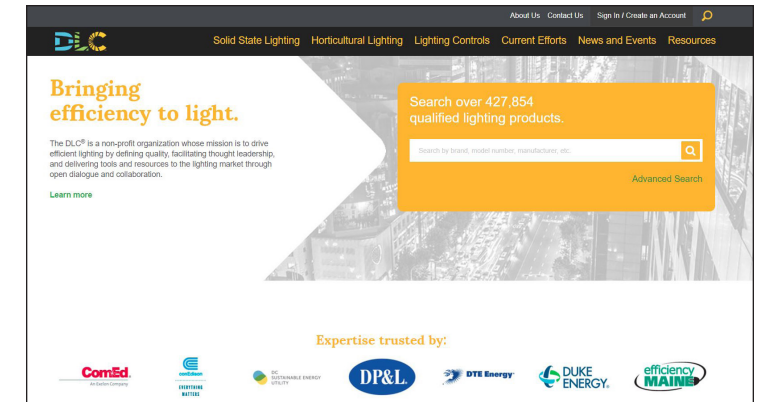 About Us Contact Us Sign In / Create an Account
DLC
Solid State Lighting Horticultural Lighting Lighting Controls Current Efforts News and Events Resources
Bringing
efficiency to light.
The DLC® is a non-profit organization whose mission is to drive
efficient lighting by defining quality, facilitating thought leadership,
and delivering tools and resources to the lighting market through
open dialogue and collaboration.
Learn more
Search over 427,854
qualified lighting products.
Search by brand, model number, manufacturer, etc.
Advanced Search
Expertise trusted by:
ComEd.
An Exelon Company
conEdison
EVERYTHING
MATTERS
DC
SUSTAINABLE ENERGY
UTILITY
DP&L.
DTE Energy
DUKE
ENERGY.
efficiency
MAINE